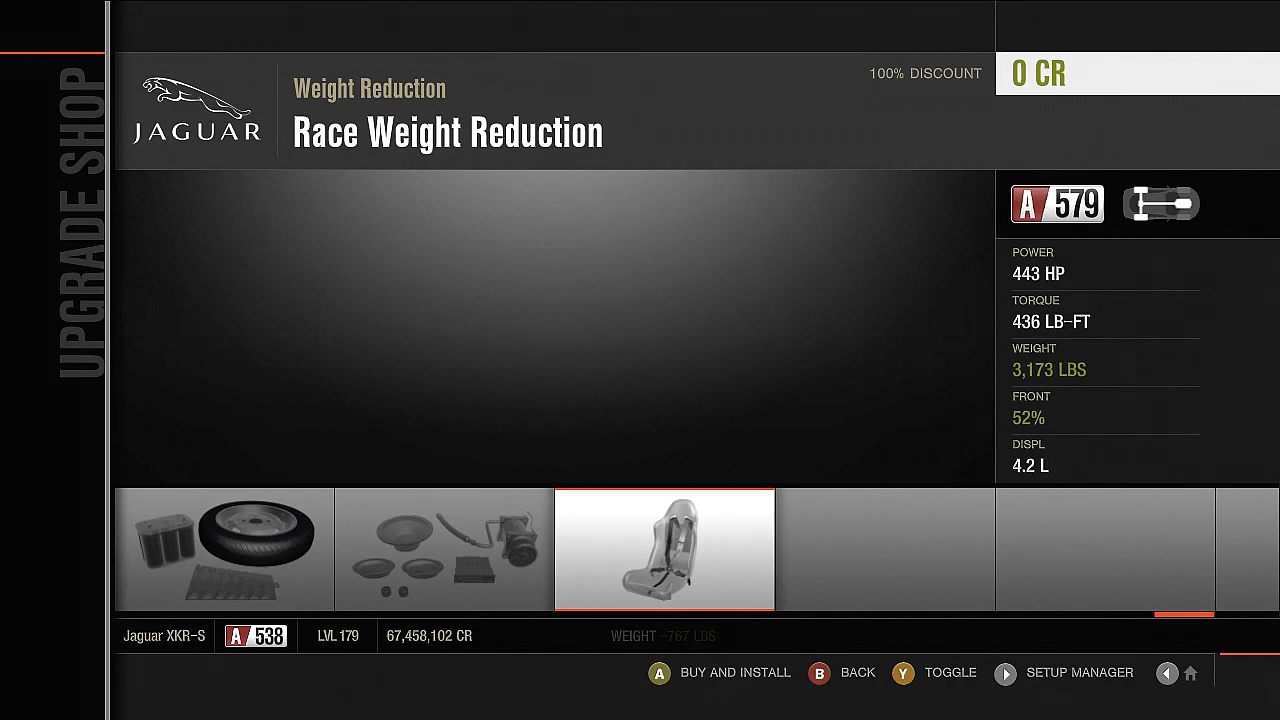 UPGRADE SHOP
JAGUAR
Weight Reduction
Race Weight Reduction
100% DISCOUNT
0 CR
A 579
POWER
443 HP
TORQUE
436 LB-FT
WEIGHT
3,173 LBS
FRONT
52%
DISPL
4.2 L
Jaguar XKR-S
A 538
LVL 179
67,458,102 CR
WEIGHT -767 LBS
A BUY AND INSTALL
B BACK
Y TOGGLE
SETUP MANAGER